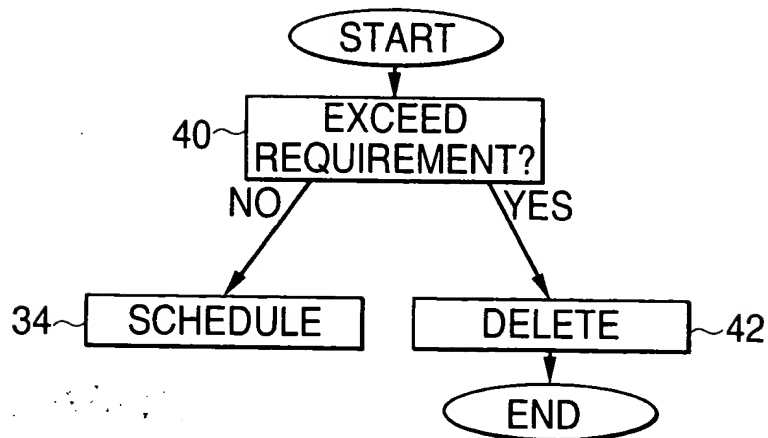 START
40
EXCEED
REQUIREMENT?
NO
YES
34
SCHEDULE
DELETE
42
END